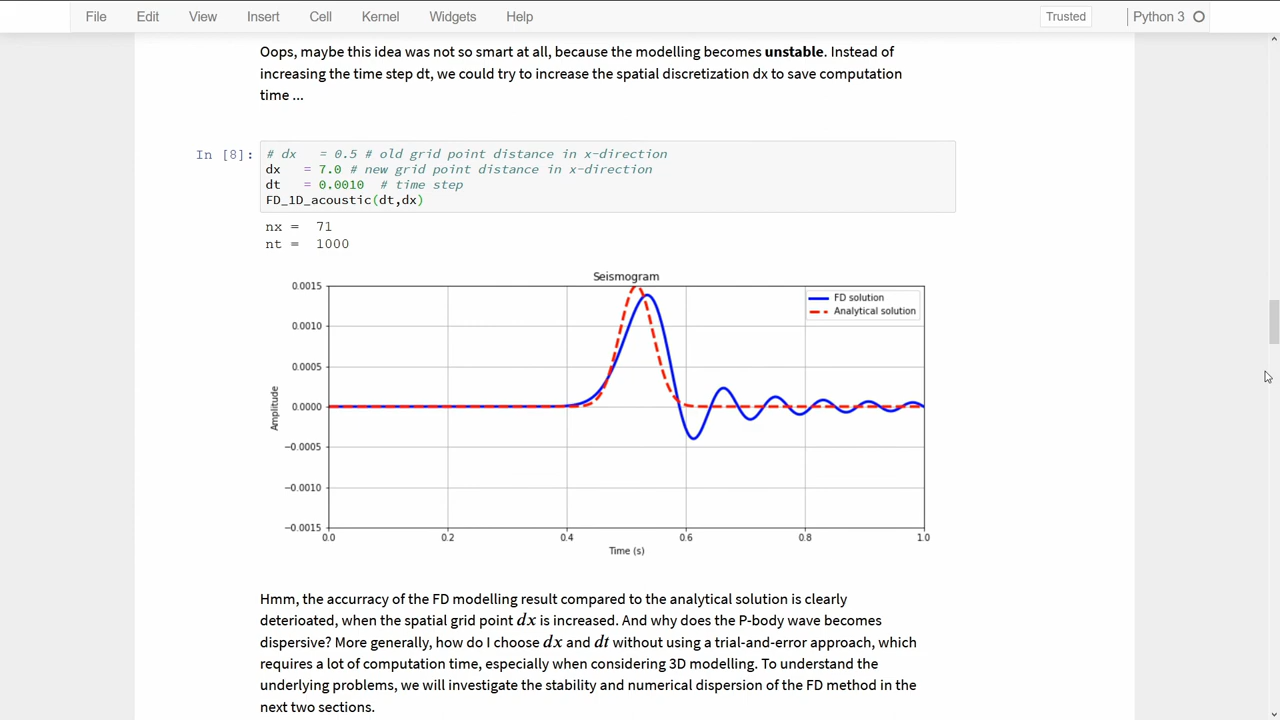 File Edit View Insert Cell Kernel Widgets Help Trusted Python 3
Oops, maybe this idea was not so smart at all, because the modelling becomes unstable. Instead of
increasing the time step dt, we could try to increase the spatial discretization dx to save computation
time ...
In [8]: # dx   = 0.5 # old grid point distance in x-direction
dx   = 7.0 # new grid point distance in x-direction
dt   = 0.0010  # time step
FD_1D_acoustic(dt,dx)
nx =  71
nt =  1000
Seismogram
FD solution
Analytical solution
0.0015
0.0010
0.0005
0.0000
−0.0005
−0.0010
−0.0015
Amplitude
0.0 0.2 0.4 0.6 0.8 1.0
Time (s)
Hmm, the accurracy of the FD modelling result compared to the analytical solution is clearly
deterioated, when the spatial grid point dx is increased. And why does the P-body wave becomes
dispersive? More generally, how do I choose dx and dt without using a trial-and-error approach, which
requires a lot of computation time, especially when considering 3D modelling. To understand the
underlying problems, we will investigate the stability and numerical dispersion of the FD method in the
next two sections.